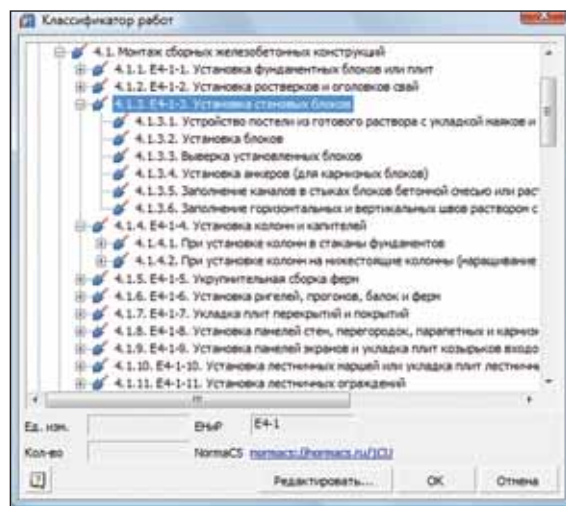 Классификатор работ
4.1. Монтаж сборных железобетонных конструкций
4.1.1. Е4-1-1. Установка фундаментных блоков или плит
4.1.2. Е4-1-2. Установка ростверков и оголовков свай
4.1.3. Е4-1-3. Установка стеновых блоков
4.1.3.1. Устройство постели из готового раствора с укладкой маяков и
4.1.3.2. Установка блоков
4.1.3.3. Выверка установленных блоков
4.1.3.4. Установка анкеров (для карнизных блоков)
4.1.3.5. Заполнение каналов в стыках блоков бетонной смесью или рас
4.1.3.6. Заполнение горизонтальных и вертикальных швов раствором с
4.1.4. Е4-1-4. Установка колонн и капителей
4.1.4.1. При установке колонн в стаканы фундаментов
4.1.4.2. При установке колонн на нижестоящие колонны (наращивание
4.1.5. Е4-1-5. Укрупнительная сборка ферм
4.1.6. Е4-1-6. Установка ригелей, прогонов, балок и ферм
4.1.7. Е4-1-7. Укладка плит перекрытий и покрытий
4.1.8. Е4-1-8. Установка панелей стен, перегородок, парапетных и карнизн
4.1.9. Е4-1-9. Установка панелей экранов и укладка плит козырьков входо
4.1.10. Е4-1-10. Установка лестничных маршей или укладка плит лестничн
4.1.11. Е4-1-11. Установка лестничных ограждений
Ед. изм. ЕНиР Е4-1
Кол-во NormaCS normacs://normacs.ru/1CU
Редактировать... ОК Отмена